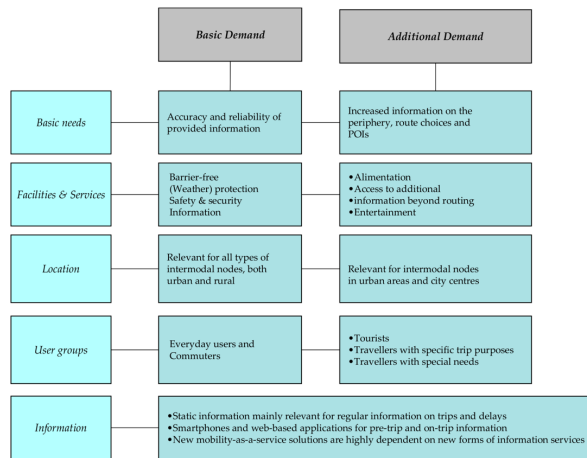 Basic Demand
Additional Demand
Basic needs
Accuracy and reliability of
provided information
Increased information on the
periphery, route choices and
POIs
Facilities & Services
Barrier-free
(Weather) protection
Safety & security
Information
•Alimentation
•Access to additional
•information beyond routing
•Entertainment
Location
Relevant for all types of
intermodal nodes, both
urban and rural
Relevant for intermodal nodes
in urban areas and city centres
User groups
Everyday users and
Commuters
•Tourists
•Travellers with specific trip purposes
•Travellers with special needs
Information
•Static information mainly relevant for regular information on trips and delays
•Smartphones and web-based applications for pre-trip and on-trip information
•New mobility-as-a-service solutions are highly dependent on new forms of information services